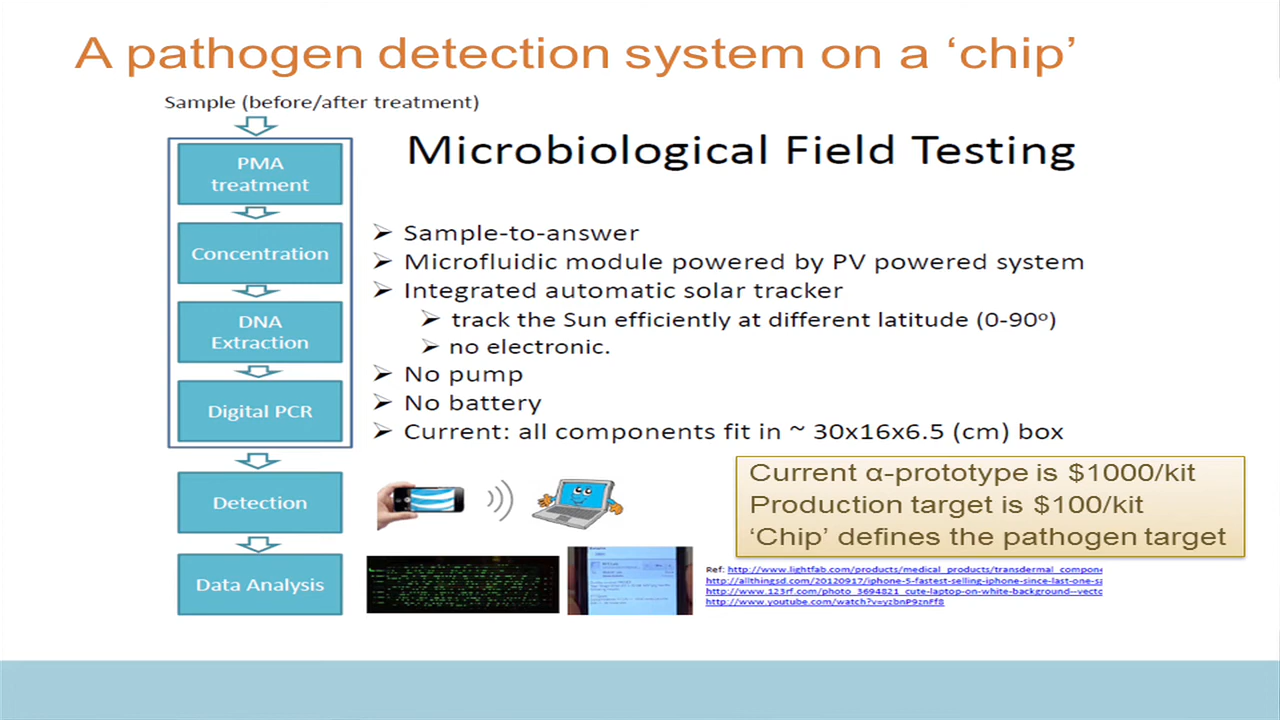 A pathogen detection system on a ‘chip’
Sample (before/after treatment)
PMA
treatment
Concentration
DNA
Extraction
Digital PCR
Detection
Data Analysis
Microbiological Field Testing
Sample-to-answer
Microfluidic module powered by PV powered system
Integrated automatic solar tracker
track the Sun efficiently at different latitude (0-90º)
no electronic.
No pump
No battery
Current: all components fit in ~ 30x16x6.5 (cm) box
Current α-prototype is $1000/kit
Production target is $100/kit
‘Chip’ defines the pathogen target
Ref: http://www.lightfab.com/products/medical_products/transdermal_compone
http://allthingsd.com/20120917/iphone-5-fastest-selling-iphone-since-last-one-sa
http://www.123rf.com/photo_3694821_cute-laptop-on-white-background--vecto
http://www.youtube.com/watch?v=yzbnP9znFf8